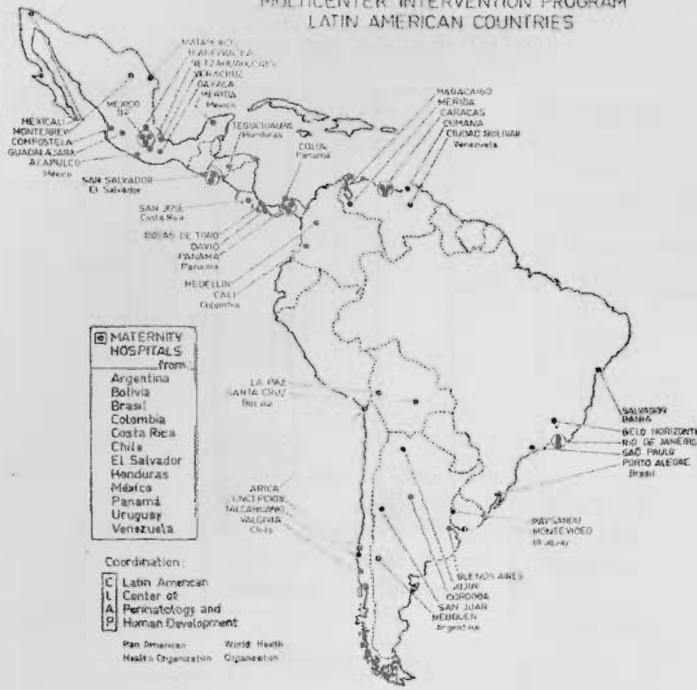 MULTICENTER INTERVENTION PROGRAM
LATIN AMERICAN COUNTRIES
MATAMOROS
VERACRUZ
OAXACA
MERIDA
México
MEXICO
MEXICALI
MONTERREY
COMPOSTELA
GUADALAJARA
ACAPULCO
México
TEGUCIGALPA
Honduras
COLON
Panamá
SAN SALVADOR
El Salvador
SAN JOSE
Costa Rica
DAVID
PANAMA
Panamá
MEDELLIN
CALI
Colombia
MARACAIBO
MERIDA
CARACAS
CUMANA
CIUDAD BOLIVAR
Venezuela
MATERNITY
HOSPITALS
from
Argentina
Bolivia
Brasil
Colombia
Costa Rica
Chile
El Salvador
Honduras
México
Panamá
Uruguay
Venezuela
LA PAZ
SANTA CRUZ
Bolivia
SALVADOR
BAHIA
BELO HORIZONTE
RIO DE JANEIRO
SAO PAULO
PORTO ALEGRE
Brasil
ARICA
TALCAHUANO
VALDIVIA
Chile
PAYSANDU
MONTEVIDEO
Uruguay
BUENOS AIRES
CORDOBA
SAN JUAN
NEUQUEN
Argentina
Coordination:
C Latin American
L Center of
A Perinatology and
P Human Development
Pan American World Health
Health Organization Organization